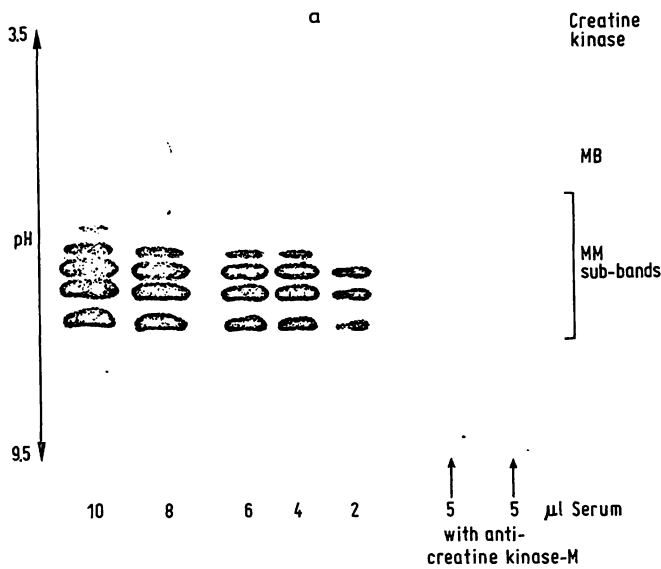 a
Creatine
kinase
3.5
MB
pH
MM
sub-bands
9.5
10 8 6 4 2 5 5 µl Serum
with anti-
creatine kinase-M